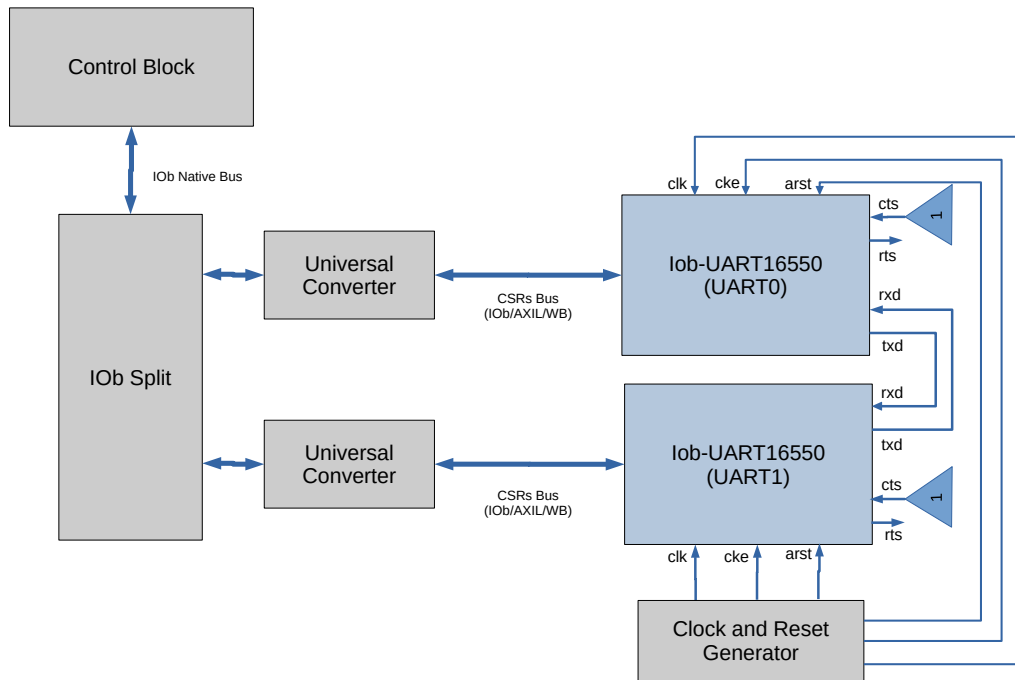 Control Block
IOb Native Bus
clk
cke
arst
cts
1
rts
Universal
Converter
CSRs Bus
(IOb/AXIL/WB)
Iob-UART16550
(UART0)
rxd
txd
IOb Split
rxd
txd
Universal
Converter
CSRs Bus
(IOb/AXIL/WB)
Iob-UART16550
(UART1)
cts
1
rts
clk
cke
arst
Clock and Reset
Generator